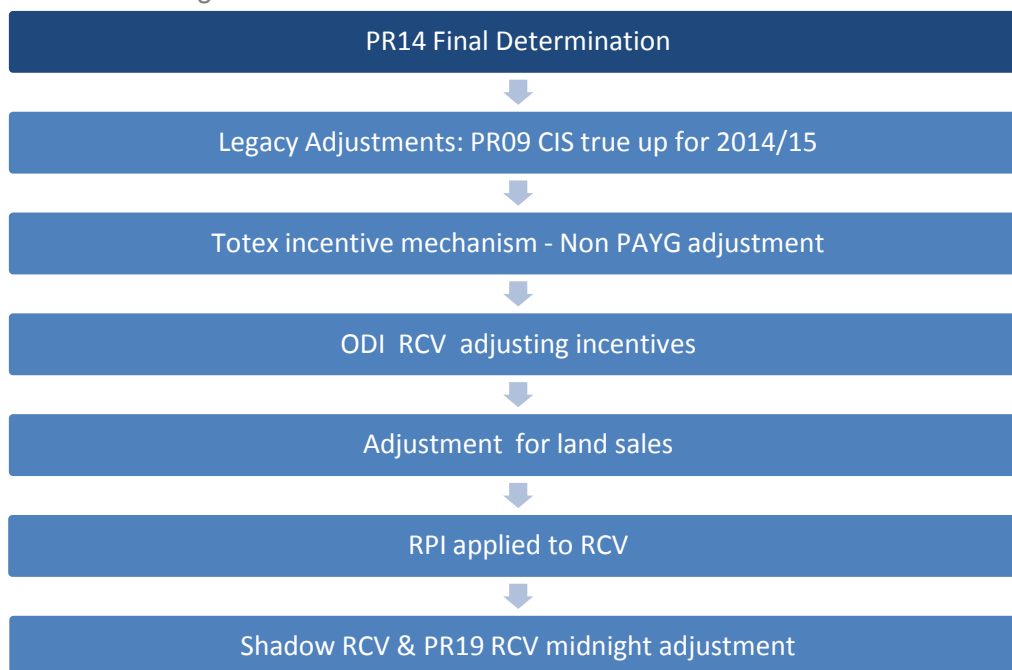 PR14 Final Determination
Legacy Adjustments: PR09 CIS true up for 2014/15
Totex incentive mechanism - Non PAYG adjustment
ODI RCV adjusting incentives
Adjustment for land sales
RPI applied to RCV
Shadow RCV & PR19 RCV midnight adjustment